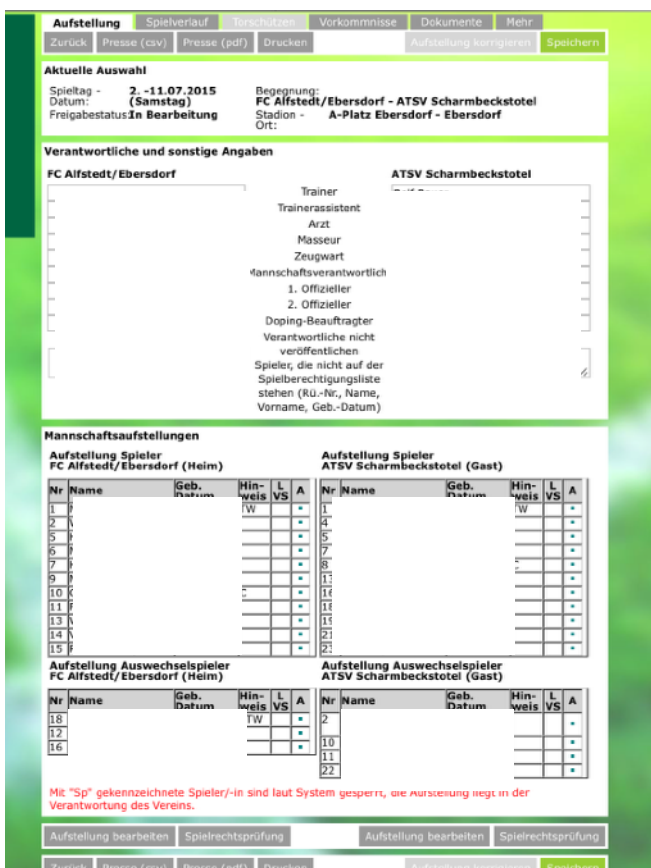 Aufstellung Spielverlauf Torschützen Vorkommnisse Dokumente Mehr
Zurück Presse (csv) Presse (pdf) Drucken Aufstellung korrigieren Speichern
Aktuelle Auswahl
Spieltag - 2. -11.07.2015 Begegnung:
Datum: (Samstag) FC Alfstedt/Ebersdorf - ATSV Scharmbeckstotel
Freigabestatus: In Bearbeitung Stadion - A-Platz Ebersdorf - Ebersdorf
Ort:
Verantwortliche und sonstige Angaben
FC Alfstedt/Ebersdorf ATSV Scharmbeckstotel
Trainer
Trainerassistent
Arzt
Masseur
Zeugwart
Mannschaftsverantwortlich
1. Offizieller
2. Offizieller
Doping-Beauftragter
Verantwortliche nicht
veröffentlichen
Spieler, die nicht auf der
Spielberechtigungsliste
stehen (Rü.-Nr., Name,
Vorname, Geb.-Datum)
Mannschaftsaufstellungen
Aufstellung Spieler Aufstellung Spieler
FC Alfstedt/Ebersdorf (Heim) ATSV Scharmbeckstotel (Gast)
Nr Name Geb. Datum Hin-weis L VS A Nr Name Geb. Datum Hin-weis L VS A
1 TW 1 TW
2 4
5 5
6 7
7 8 C
9
10 C 16
11
13
14 21
15
Aufstellung Auswechselspieler Aufstellung Auswechselspieler
FC Alfstedt/Ebersdorf (Heim) ATSV Scharmbeckstotel (Gast)
Nr Name Geb. Datum Hin-weis L VS A Nr Name Geb. Datum Hin-weis L VS A
18 TW 2
12 10
16 11
22
Mit "Sp" gekennzeichnete Spieler/-in sind laut System gesperrt, die Aufstellung liegt in der
Verantwortung des Vereins.
Aufstellung bearbeiten Spielrechtsprüfung Aufstellung bearbeiten Spielrechtsprüfung
Zurück Presse (csv) Presse (pdf) Drucken Aufstellung korrigieren Speichern